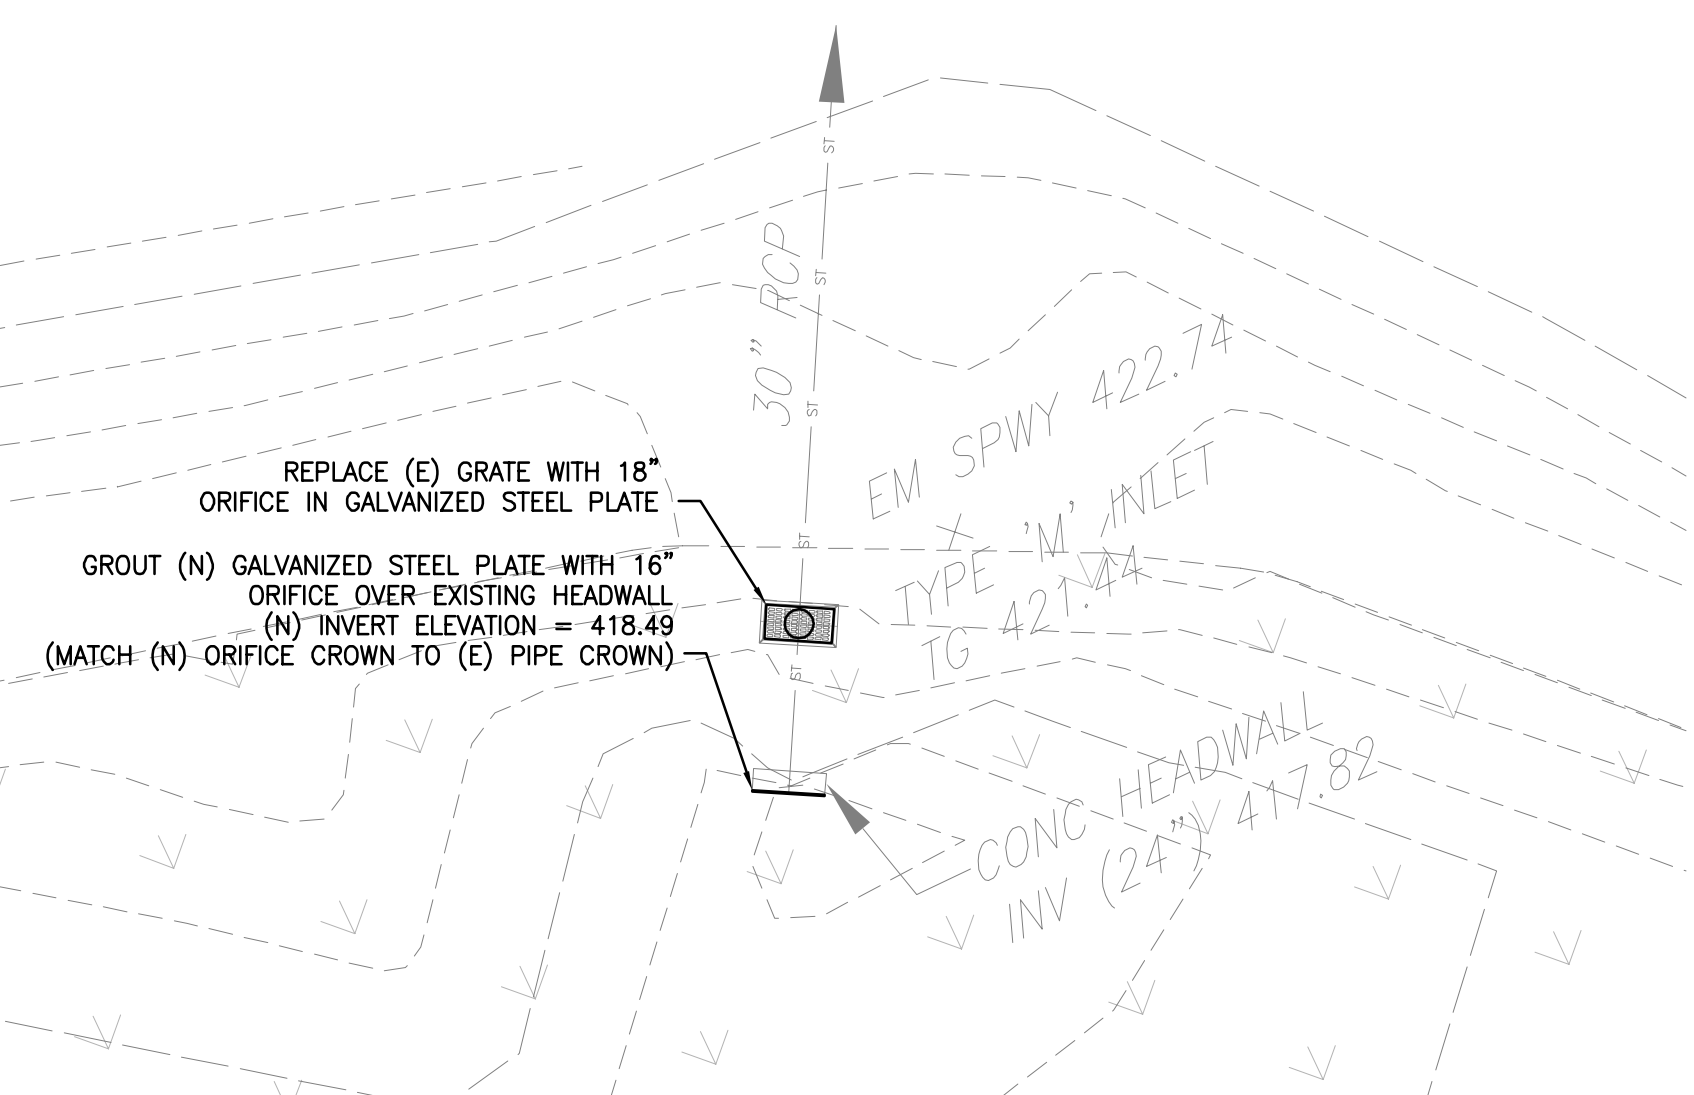 ST
ST
30" RCP
ST
EM SPWY 422.74
REPLACE (E) GRATE WITH 18"
ORIFICE IN GALVANIZED STEEL PLATE
ST
TYPE 'M' INLET
TG 421.44
GROUT (N) GALVANIZED STEEL PLATE WITH 16"
ORIFICE OVER EXISTING HEADWALL
(N) INVERT ELEVATION = 418.49
(MATCH (N) ORIFICE CROWN TO (E) PIPE CROWN)
ST
CONC HEADWALL
INV (24") 417.82